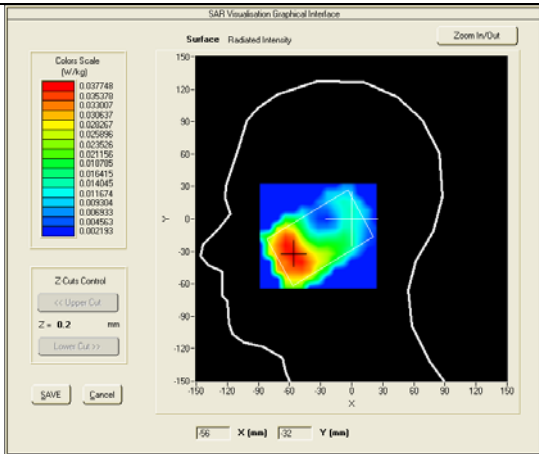 SAR Visualisation Graphical Interface
Surface Radiated Intensity
Zoom In/Out
Colors Scale
(W/kg)
0.037748
0.035378
0.033007
0.030637
0.028267
0.025896
0.023526
0.021156
0.018785
0.016415
0.014045
0.011674
0.009304
0.006933
0.004563
0.002193
Z-Cuts Control
<< Upper Cut
Z = 0.2 mm
Lower Cut >>
SAVE Cancel
Y
150
120
90
60
30
0
-30
-60
-90
-120
-150
-150 -120 -90 -60 -30 0 30 60 90 120 150
X
-56 X (mm) -32 Y (mm)